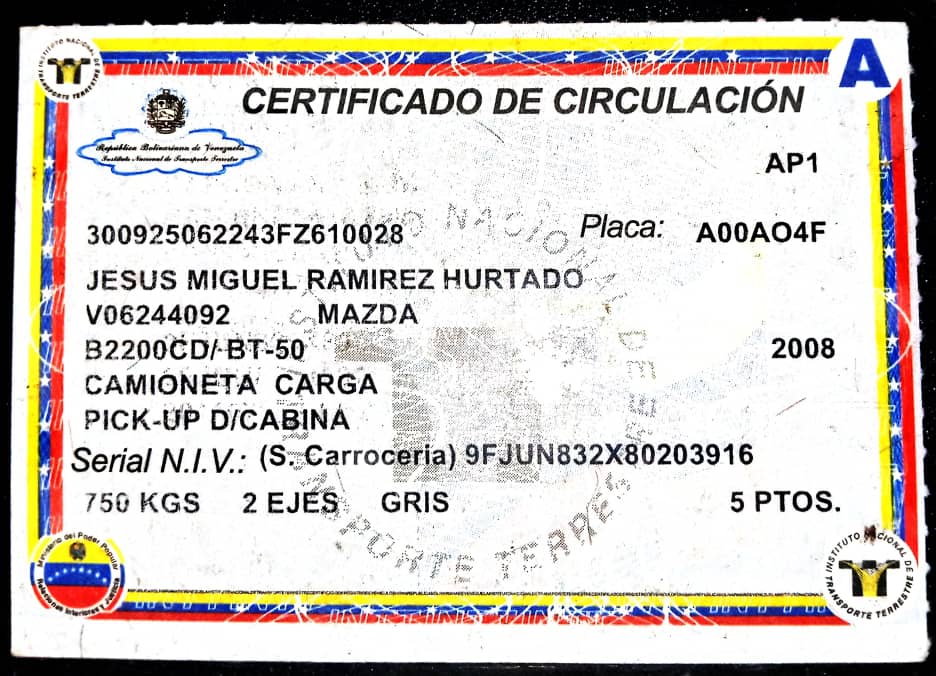 INSTITUTO NACIONAL DE TRANSPORTE TERRESTRE
A
CERTIFICADO DE CIRCULACIÓN
República Bolivariana de Venezuela
Instituto Nacional de Transporte Terrestre
AP1
300925062243FZ610028 Placa: A00AO4F
JESUS MIGUEL RAMIREZ HURTADO
V06244092 MAZDA
B2200CD/ BT-50 2008
CAMIONETA CARGA
PICK-UP D/CABINA
Serial N.I.V.: (S. Carroceria) 9FJUN832X80203916
750 KGS 2 EJES GRIS 5 PTOS.
INSTITUTO NACIONAL DE TRANSPORTE TERRESTRE
Ministerio del Poder Popular
Relaciones Interiores y Justicia
INSTITUTO NACIONAL DE TRANSPORTE TERRESTRE